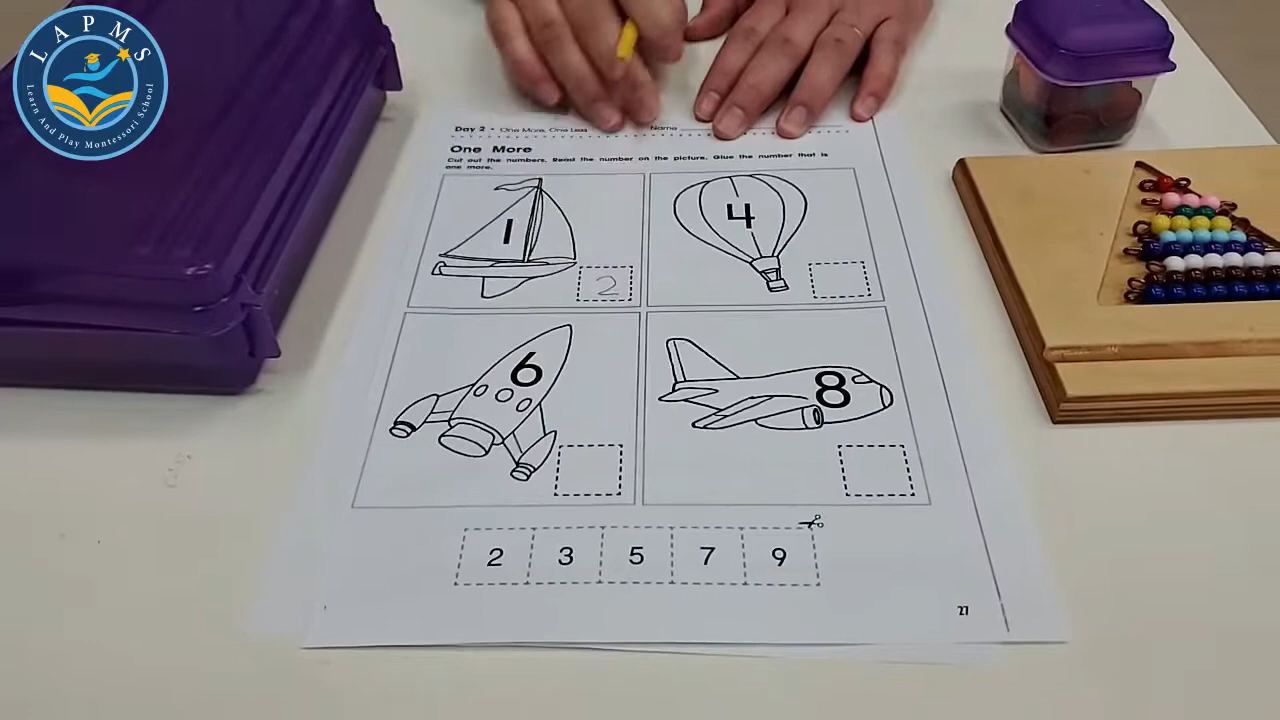 LAPMS
Learn And Play Montessori School
Day 2 • One More, One Less
Name
One More
Cut out the numbers. Read the number on the picture. Glue the number that is
one more.
1
2
4
6
8
2 3 5 7 9
27